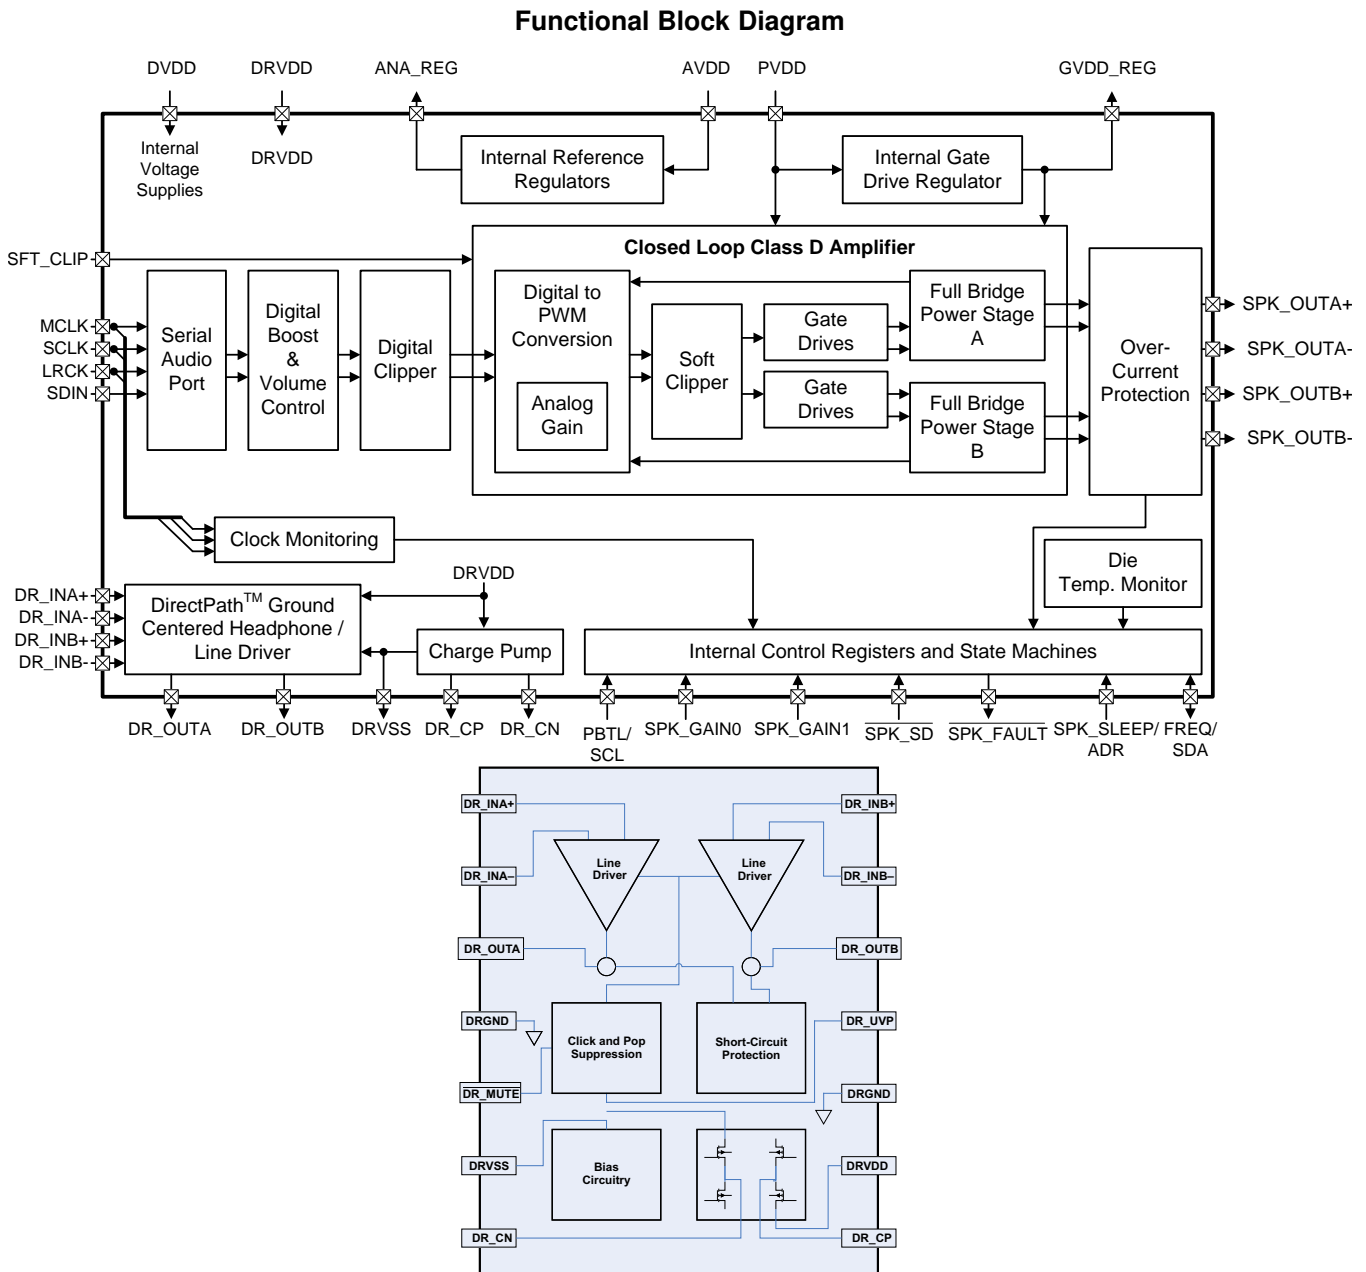 Functional Block Diagram
DVDD
DRVDD
ANA_REG
AVDD
PVDD
GVDD_REG
Internal
Voltage
Supplies
DRVDD
Internal Reference
Regulators
Internal Gate
Drive Regulator
SFT_CLIP
MCLK
SCLK
LRCK
SDIN
Serial
Audio
Port
Digital
Boost
&
Volume
Control
Digital
Clipper
Closed Loop Class D Amplifier
Digital to
PWM
Conversion
Analog
Gain
Soft
Clipper
Gate
Drives
Gate
Drives
Full Bridge
Power Stage
A
Full Bridge
Power Stage
B
Over-
Current
Protection
SPK_OUTA+
SPK_OUTA-
SPK_OUTB+
SPK_OUTB-
Clock Monitoring
Die
Temp. Monitor
DR_INA+
DR_INA-
DR_INB+
DR_INB-
DirectPath™ Ground
Centered Headphone /
Line Driver
DRVDD
Charge Pump
Internal Control Registers and State Machines
DR_OUTA
DR_OUTB
DRVSS
DR_CP
DR_CN
PBTL/
SCL
SPK_GAIN0
SPK_GAIN1
SPK_SD
SPK_FAULT
SPK_SLEEP/
ADR
FREQ/
SDA
DR_INA+
DR_INB+
Line
Driver
Line
Driver
DR_INA–
DR_INB–
DR_OUTA
DR_OUTB
DRGND
DR_UVP
Click and Pop
Suppression
Short-Circuit
Protection
DR_MUTE
DRGND
DRVSS
DRVDD
Bias
Circuitry
DR_CN
DR_CP